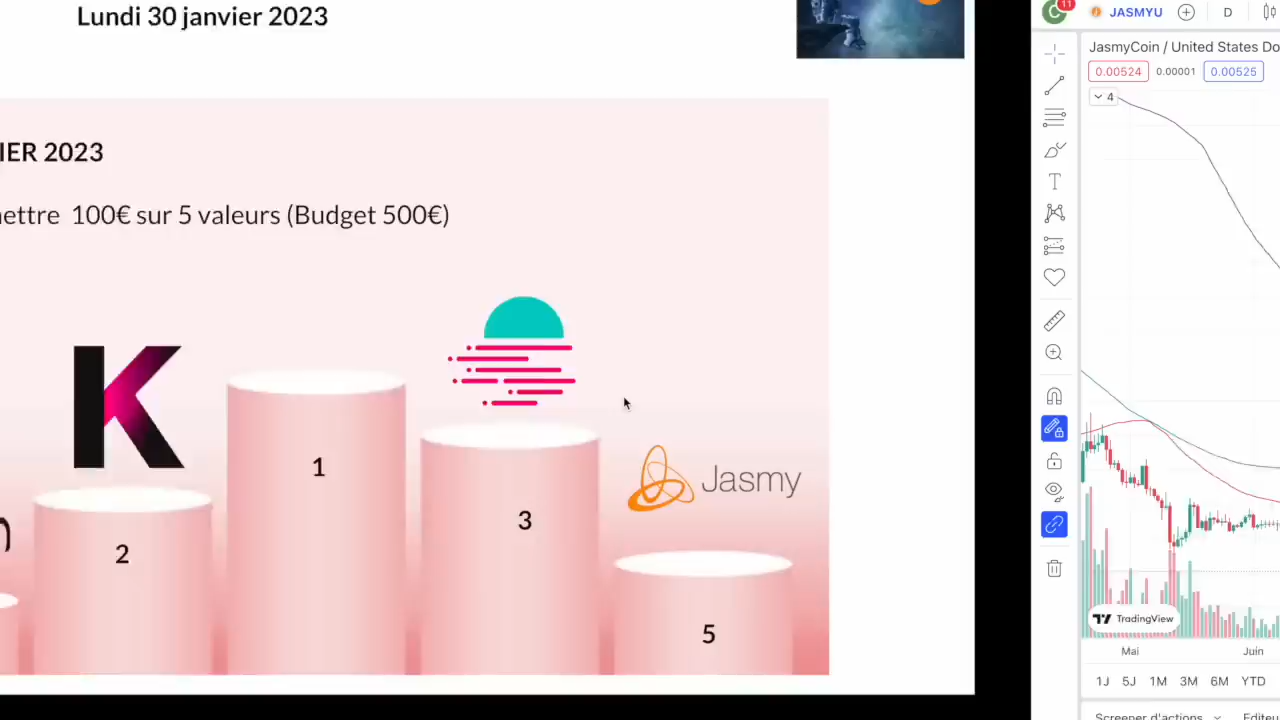 Lundi 30 janvier 2023
IER 2023
ettre 100€ sur 5 valeurs (Budget 500€)
K
1
2
3
Jasmy
5
11
C
JASMYU
D
JasmyCoin / United States Do
0.00524
0.00001
0.00525
4
T
TradingView
Mai
Juin
1J 5J 1M 3M 6M YTD
Screener d'actions
Editeu